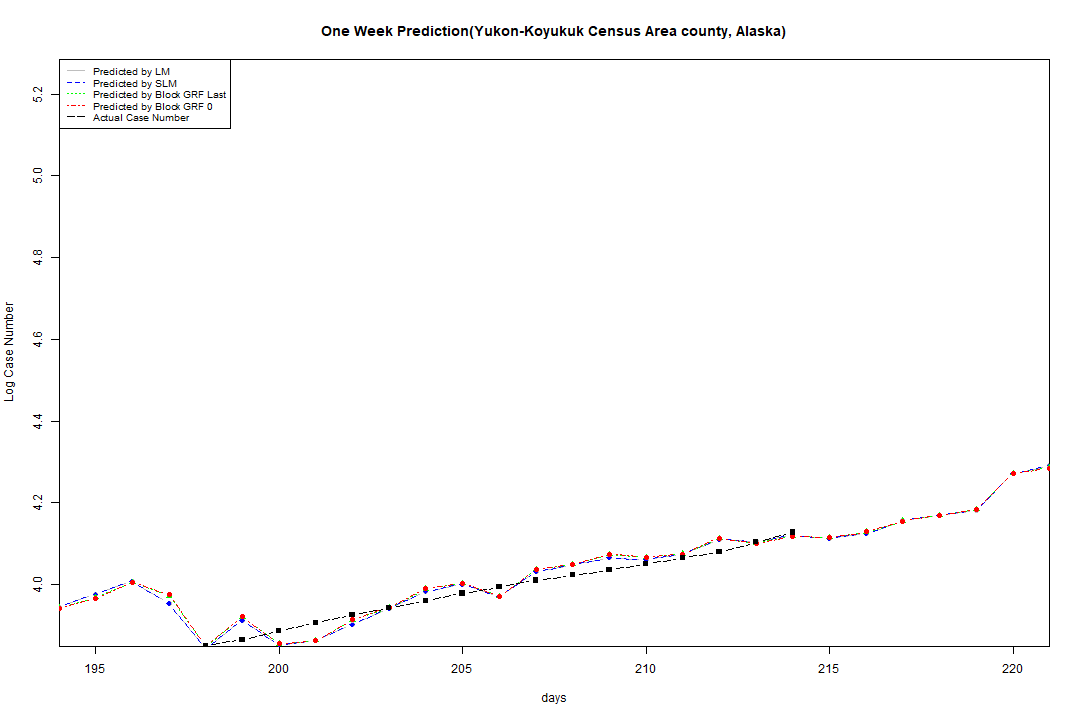 One Week Prediction(Yukon-Koyukuk Census Area county, Alaska)
Predicted by LM
Predicted by SLM
Predicted by Block GRF Last
Predicted by Block GRF 0
Actual Case Number
5.2
5.0
4.8
4.6
4.4
4.2
4.0
Log Case Number
195 200 205 210 215 220
days